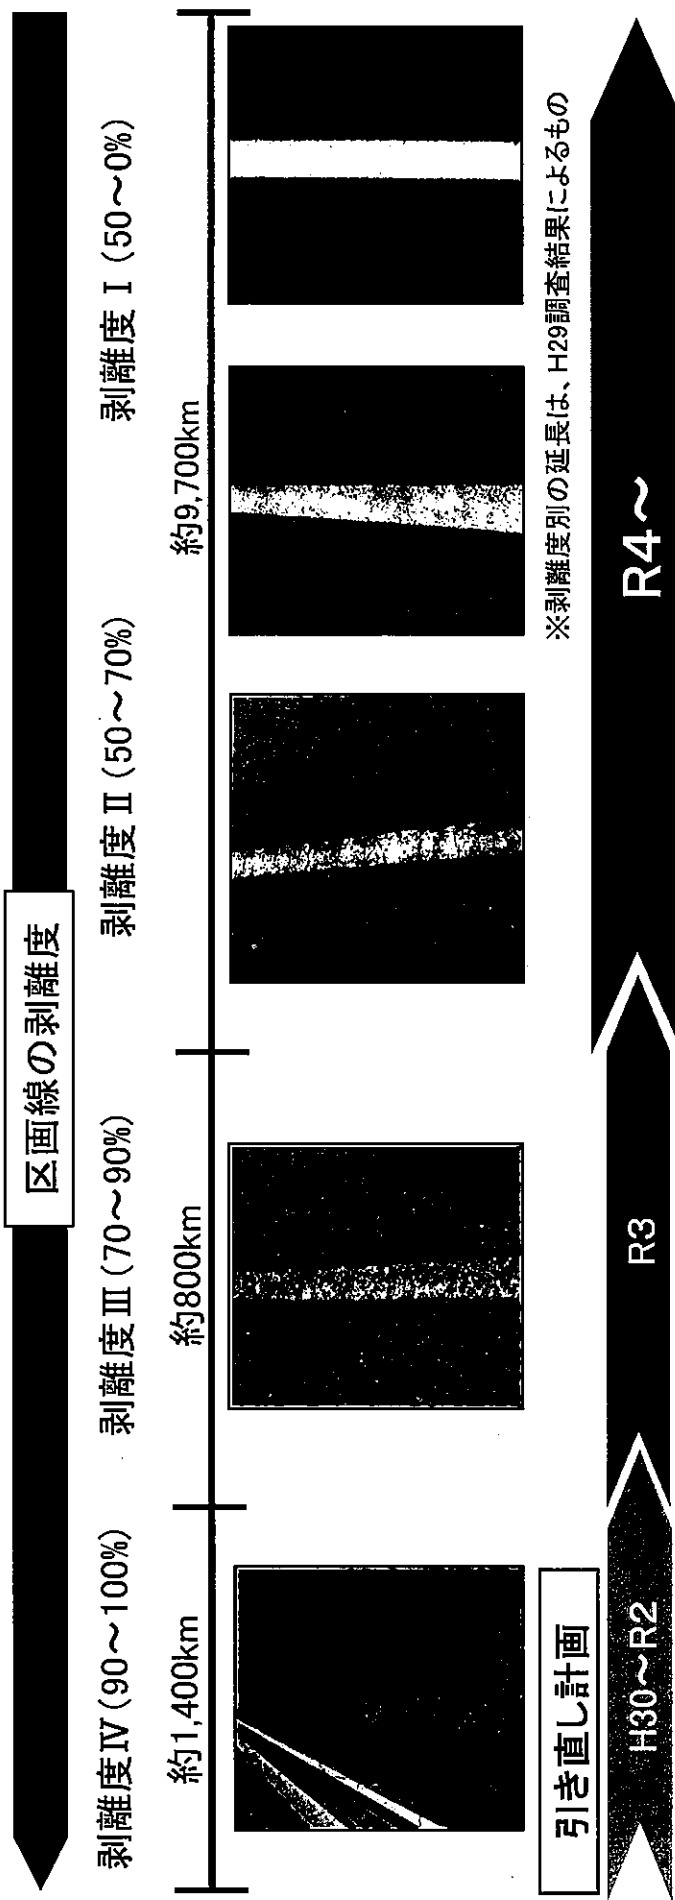 区画線の剥離度
剥離度Ⅳ(90～100%)
剥離度Ⅲ(70～90%)
剥離度Ⅱ(50～70%)
剥離度Ⅰ(50～0%)
約1,400km
約800km
約9,700km
※剥離度別の延長は、H29調査結果によるもの
引き直し計画
H30～R2
R3
R4～